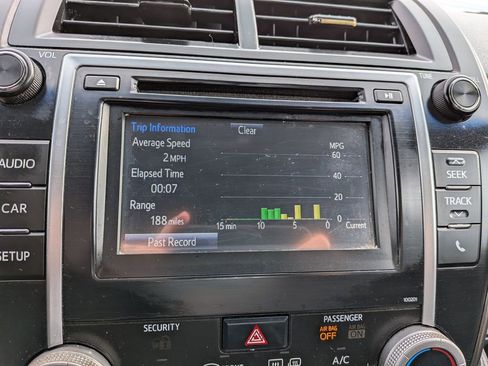 VOL
TUNE
Trip Information
Clear
Average Speed
2 MPH
Elapsed Time
00:07
Range
188 miles
Past Record
MPG
60
40
20
0
15 min 10 5 0 Current
AUDIO
CAR
SETUP
SEEK
TRACK
100201
SECURITY
PASSENGER
AIR BAG OFF
AIR BAG ON
A/C